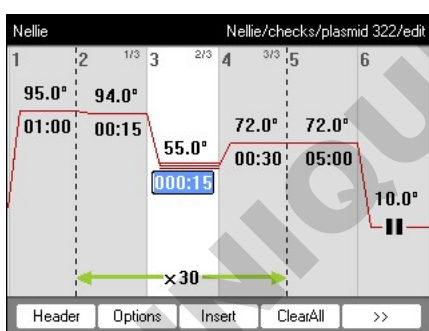 Nellie Nellie/checks/plasmid 322/edit
1 2 1/3 3 2/3 4 3/3 5 6
95.0° 94.0° 55.0° 72.0° 72.0° 10.0°
01:00 00:15 000:15 00:30 05:00
×30
Header Options Insert ClearAll >>
NIQU